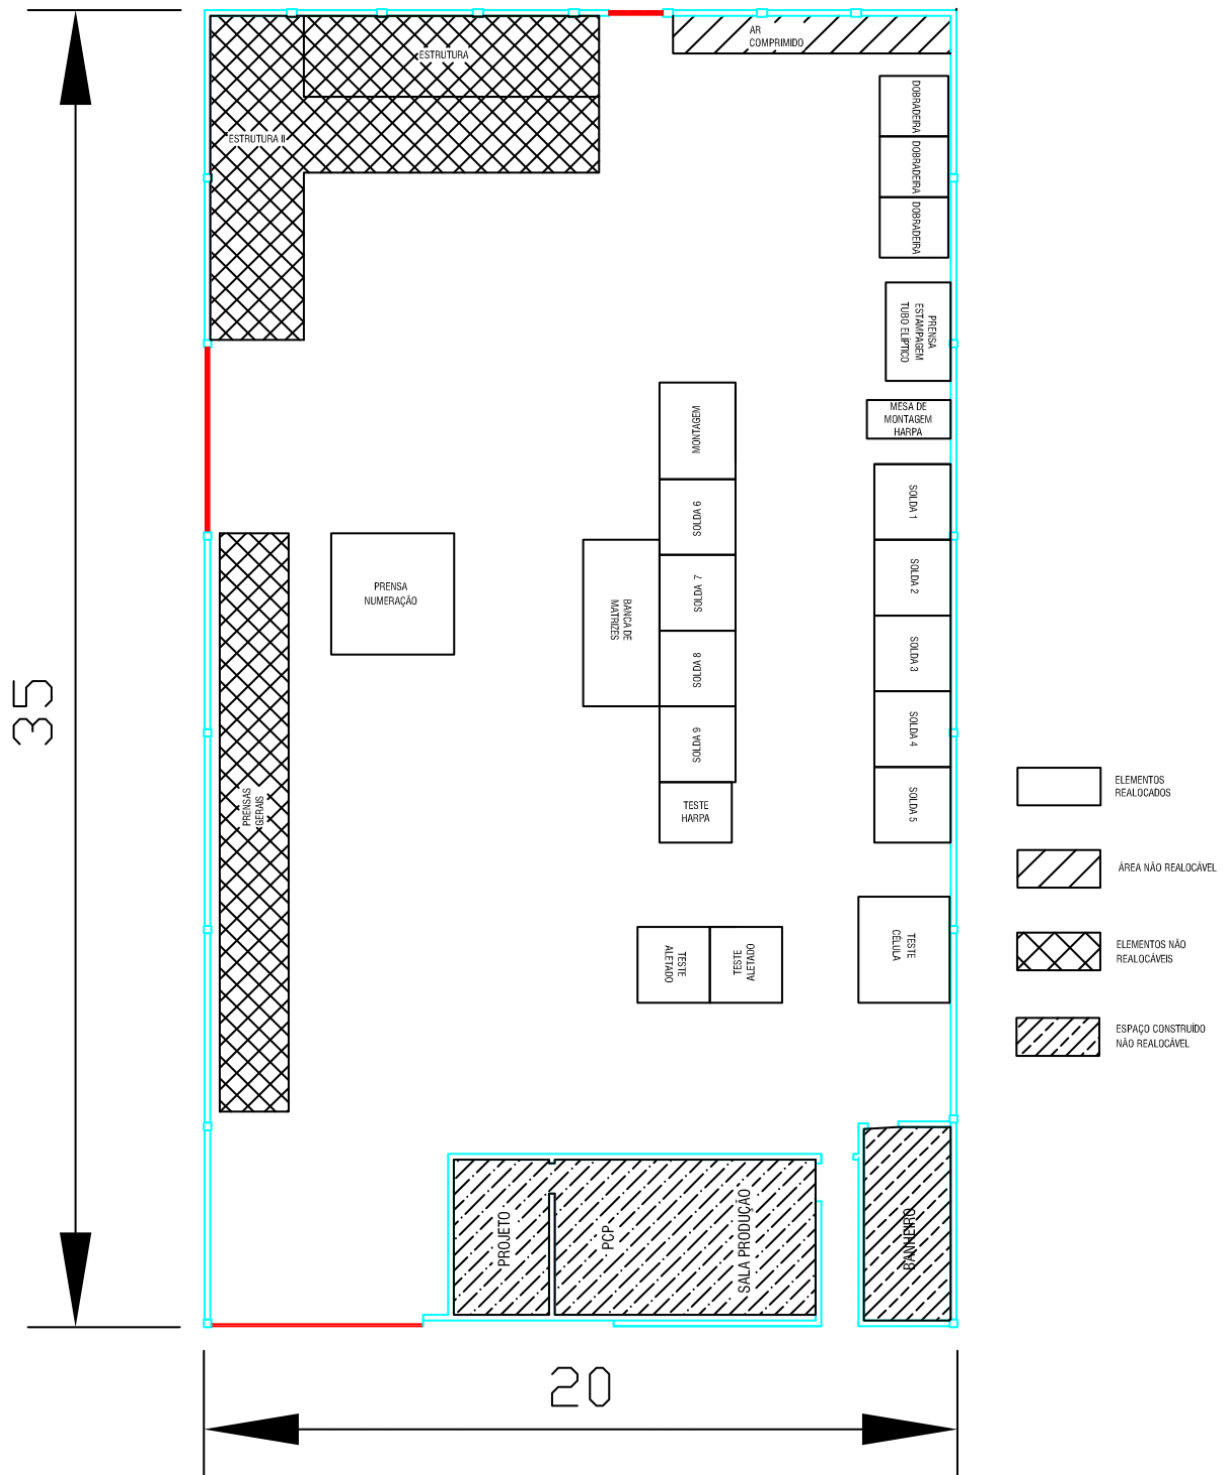 AR
COMPRIMIDO
ESTRUTURA
DOBRADEIRA
DOBRADEIRA
ESTRUTURA II
DOBRADEIRA
PRENSA
ESTAMPAGEM
TUBO ELÍPTICO
MESA DE
MONTAGEM
HARPA
MONTAGEM
SOLDA 6
SOLDA 1
PRENSA
NUMERAÇÃO
BANCA DE
MATRIZES
SOLDA 7
SOLDA 2
SOLDA 8
SOLDA 3
35
SOLDA 9
SOLDA 4
PRENSAS
GERAIS
TESTE
HARPA
SOLDA 5
ELEMENTOS
REALOCADOS
ÁREA NÃO REALOCÁVEL
TESTE
ALETADO
TESTE
ALETADO
TESTE
CÉLULA
ELEMENTOS NÃO
REALOCÁVEIS
ESPAÇO CONSTRUÍDO
NÃO REALOCÁVEL
PROJETO
PCP
SALA PRODUÇÃO
BANHEIRO
20